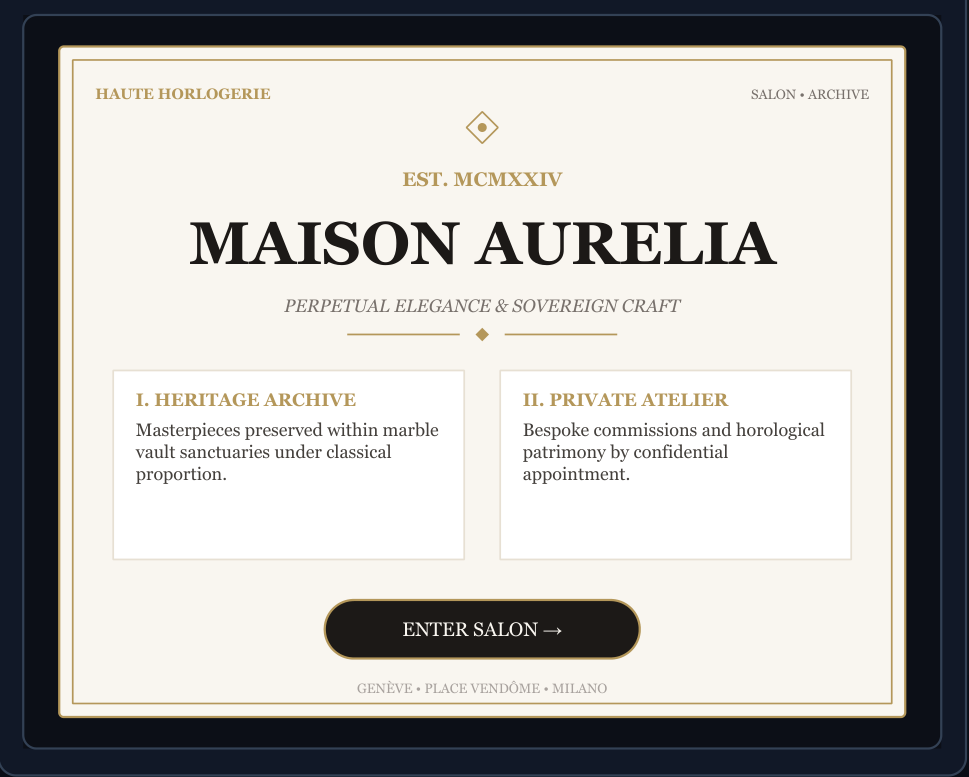 HAUTE HORLOGERIE
SALON • ARCHIVE
EST. MCMXXIV
MAISON AURELIA
PERPETUAL ELEGANCE & SOVEREIGN CRAFT
I. HERITAGE ARCHIVE
Masterpieces preserved within marble
vault sanctuaries under classical
proportion.
II. PRIVATE ATELIER
Bespoke commissions and horological
patrimony by confidential
appointment.
ENTER SALON →
GENÈVE • PLACE VENDÔME • MILANO